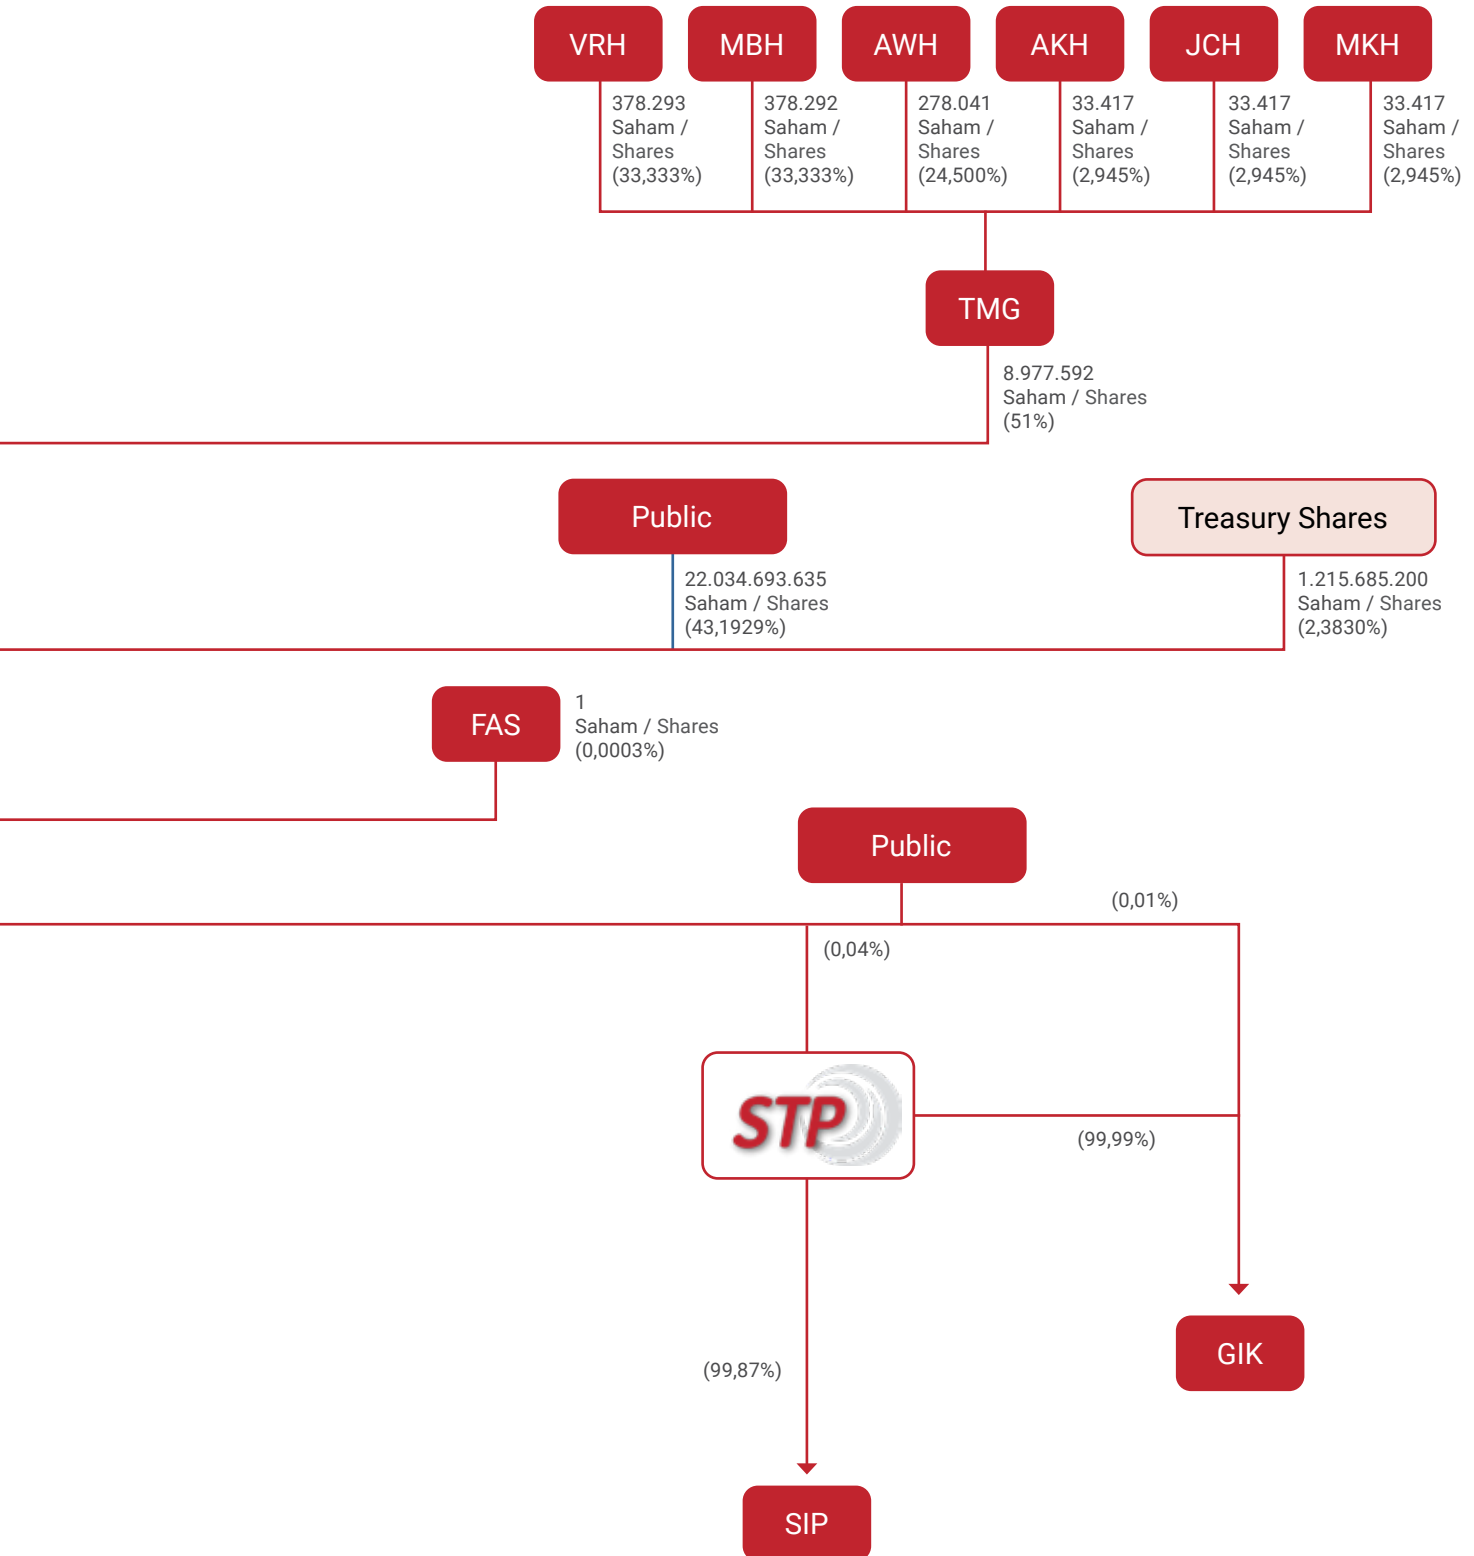 VRH
MBH
AWH
AKH
JCH
MKH
378.293
Saham /
Shares
(33,333%)
378.292
Saham /
Shares
(33,333%)
278.041
Saham /
Shares
(24,500%)
33.417
Saham /
Shares
(2,945%)
33.417
Saham /
Shares
(2,945%)
33.417
Saham /
Shares
(2,945%)
TMG
8.977.592
Saham / Shares
(51%)
Public
Treasury Shares
22.034.693.635
Saham / Shares
(43,1929%)
1.215.685.200
Saham / Shares
(2,3830%)
FAS
1
Saham / Shares
(0,0003%)
Public
(0,01%)
(0,04%)
STP
(99,99%)
GIK
(99,87%)
SIP